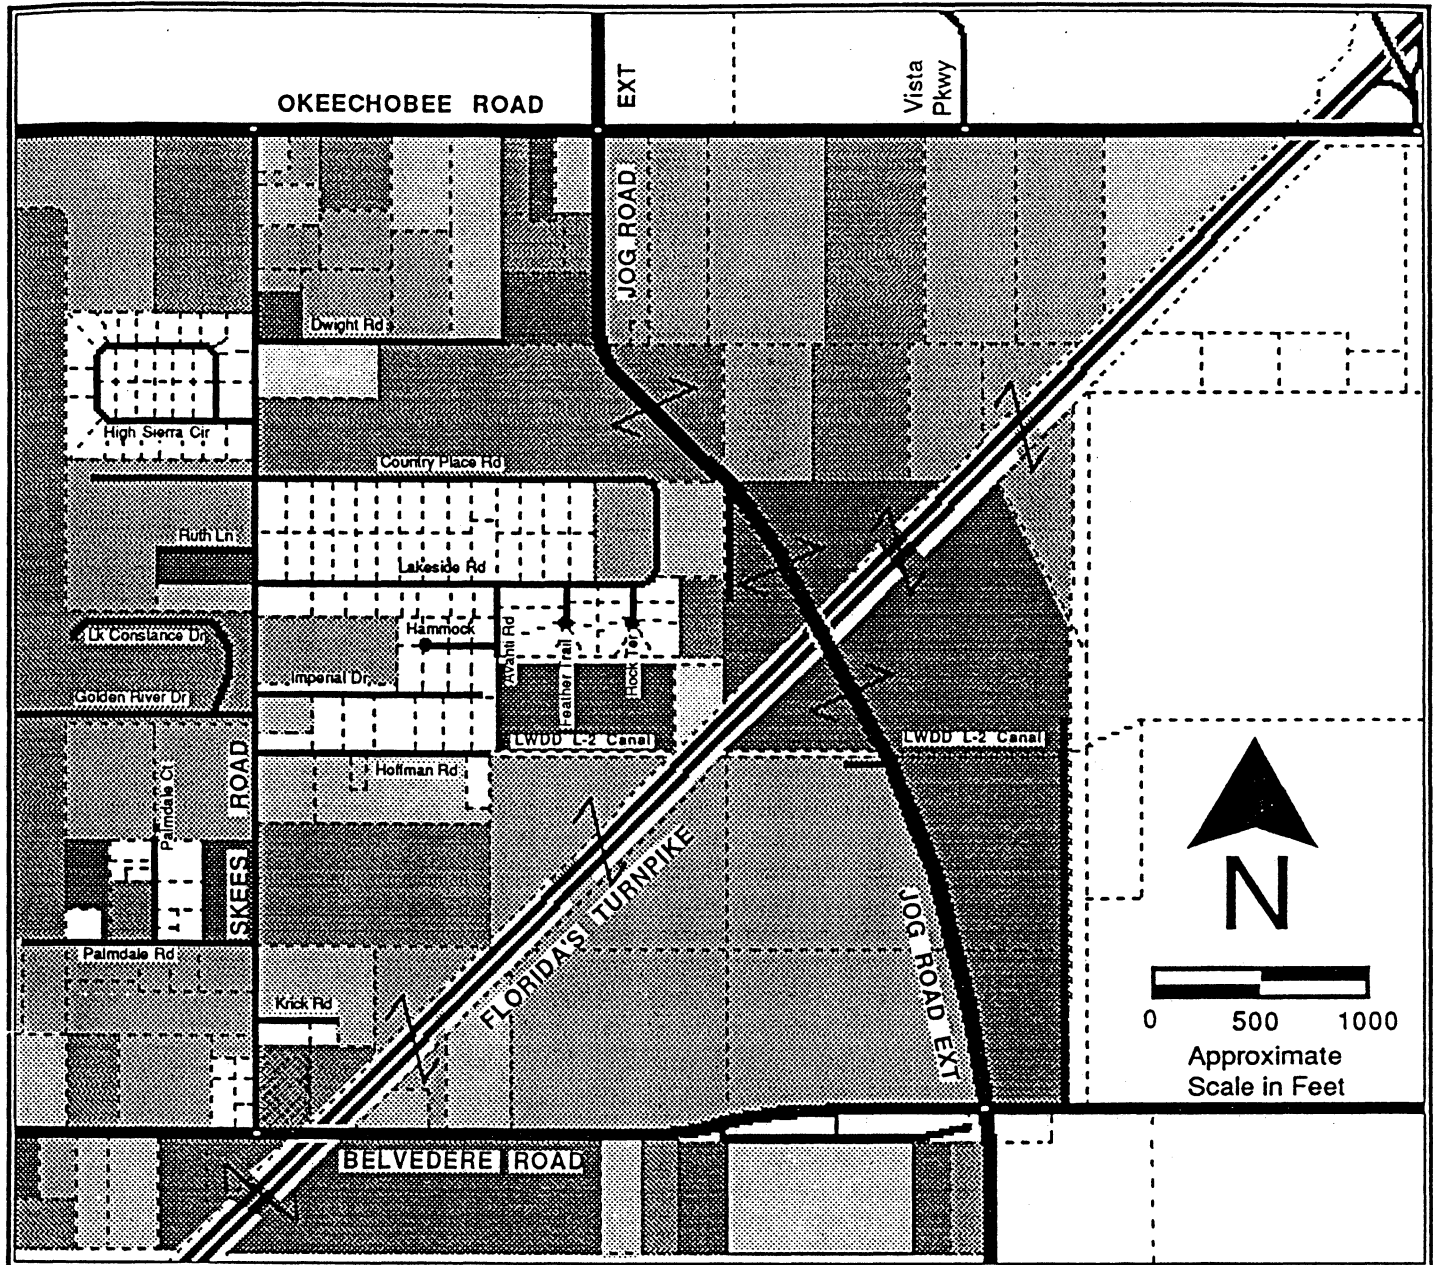 OKEECHOBEE ROAD
EXT
Vista
Pkwy
JOG ROAD
Dwight Rd
High Sierra Cir
Country Place Rd
Ruth Ln
Lakeside Rd
Lk Constance Dr
Hammock
Avanti Rd
Feather Trail
Rock Ter
Imperial Dr
Golden River Dr
LWDD L-2 Canal
LWDD L-2 Canal
Hoffman Rd
SKEES ROAD
Palmdale Ct
FLORIDA'S TURNPIKE
JOG ROAD EXT
Palmdale Rd
Krick Rd
N
0 500 1000
Approximate
Scale in Feet
BELVEDERE ROAD